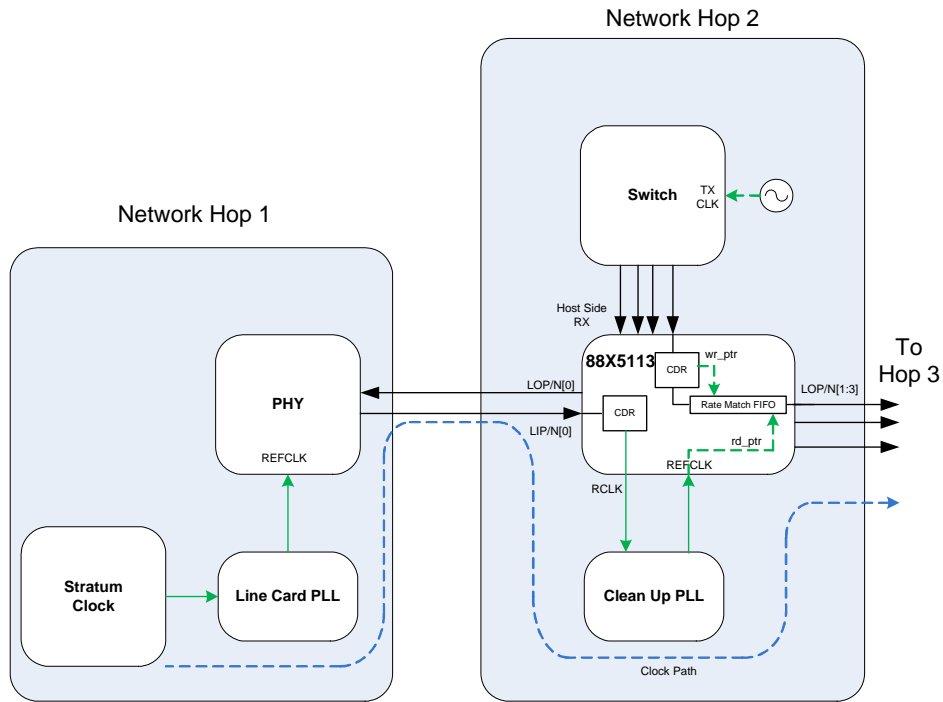 Network Hop 2
Network Hop 1
Switch
TX
CLK
Host Side
RX
88X5113
CDR
wr_ptr
Rate Match FIFO
LOP/N[1:3]
To
Hop 3
PHY
LOP/N[0]
CDR
LIP/N[0]
rd_ptr
REFCLK
REFCLK
RCLK
Stratum
Clock
Line Card PLL
Clean Up PLL
Clock Path